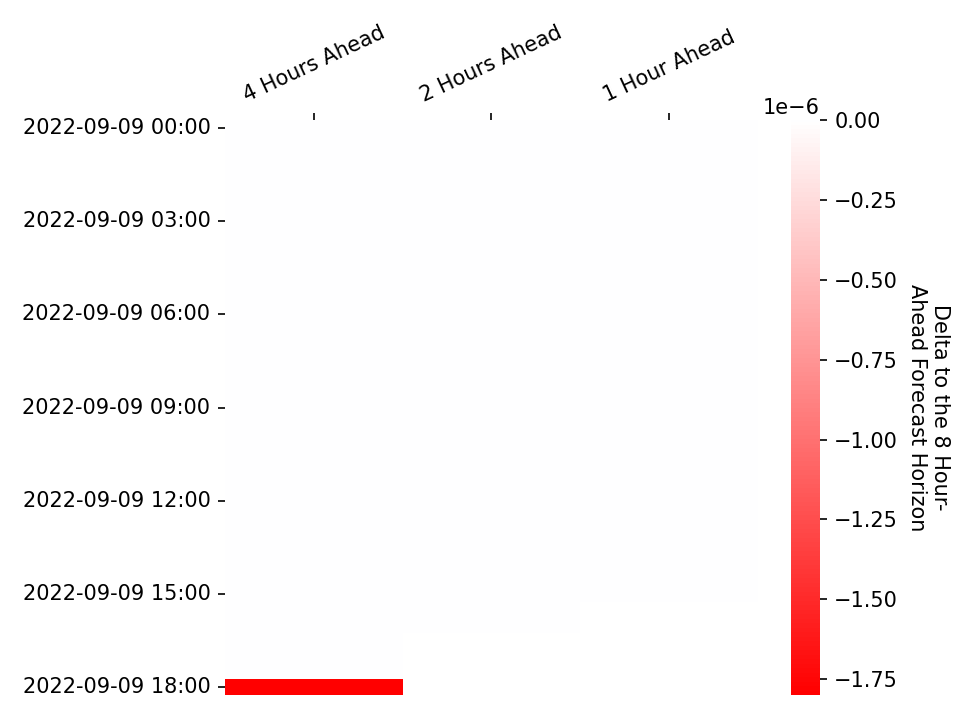 4 Hours Ahead
2 Hours Ahead
1 Hour Ahead
1e−6
2022-09-09 00:00
2022-09-09 03:00
2022-09-09 06:00
2022-09-09 09:00
2022-09-09 12:00
2022-09-09 15:00
2022-09-09 18:00
0.00
−0.25
−0.50
−0.75
−1.00
−1.25
−1.50
−1.75
Delta to the 8 Hour-
Ahead Forecast Horizon